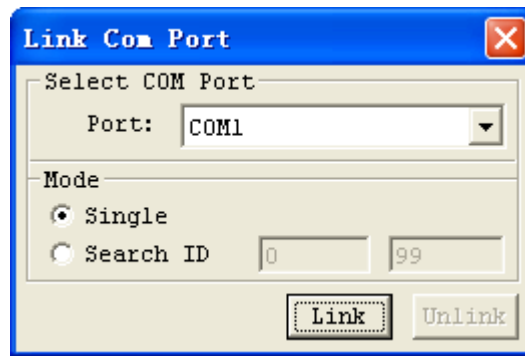 Link Com Port
Select COM Port
Port: COM1
Mode
Single
Search ID 0 99
Link Unlink